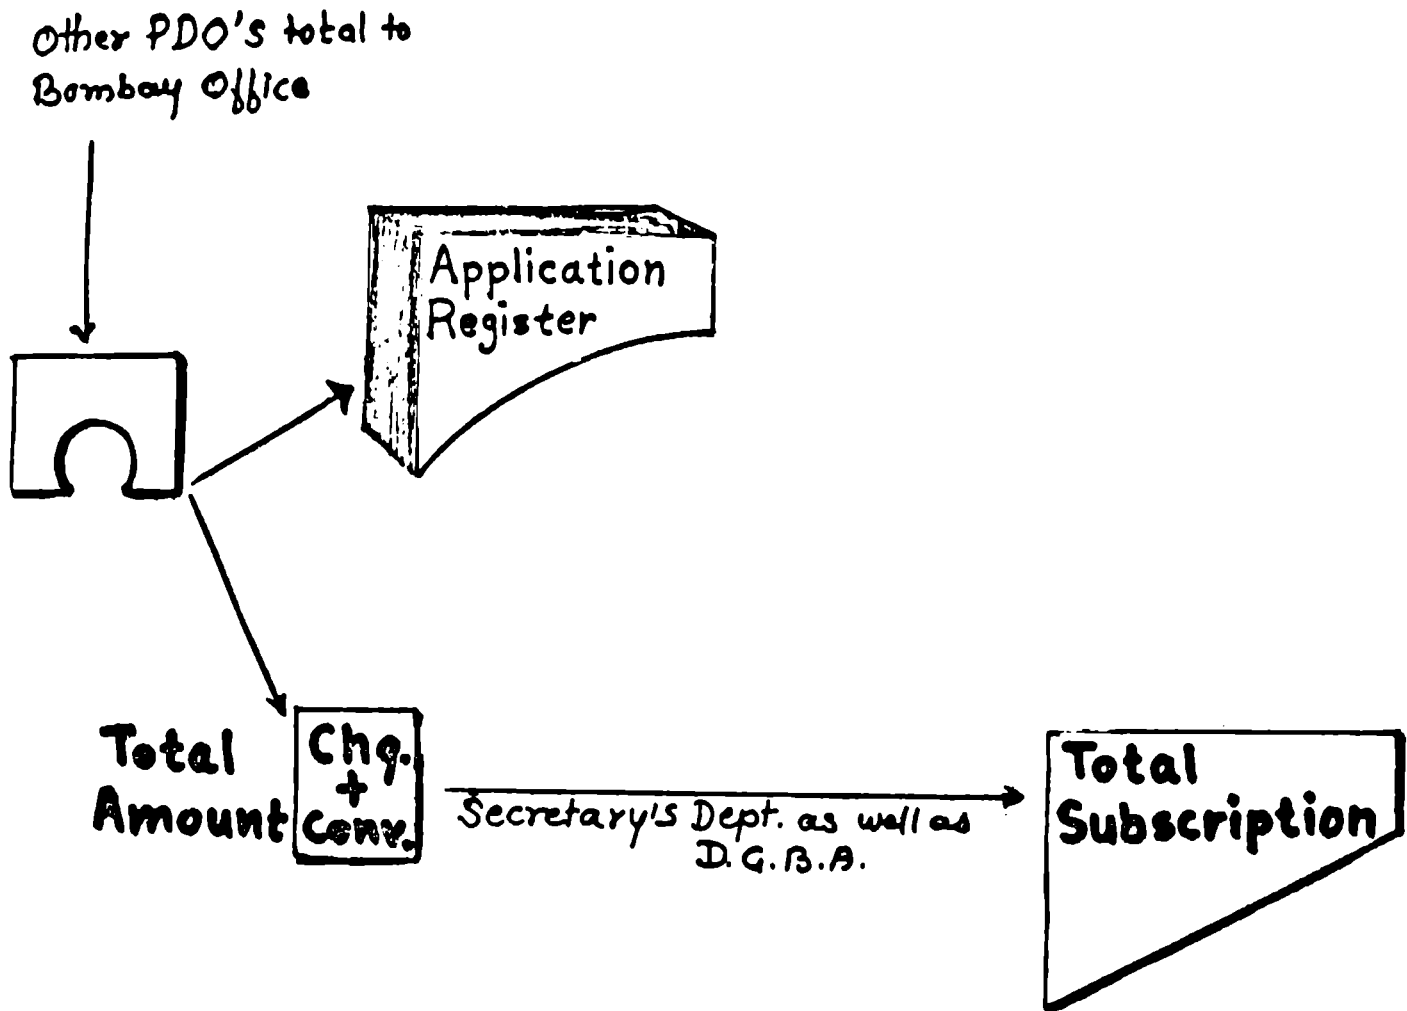 Other PDO's total to
Bombay Office
Application
Register
Total
Amount
Chq.
+
Conv.
Secretary's Dept. as well as
D.G.B.A.
Total
Subscription